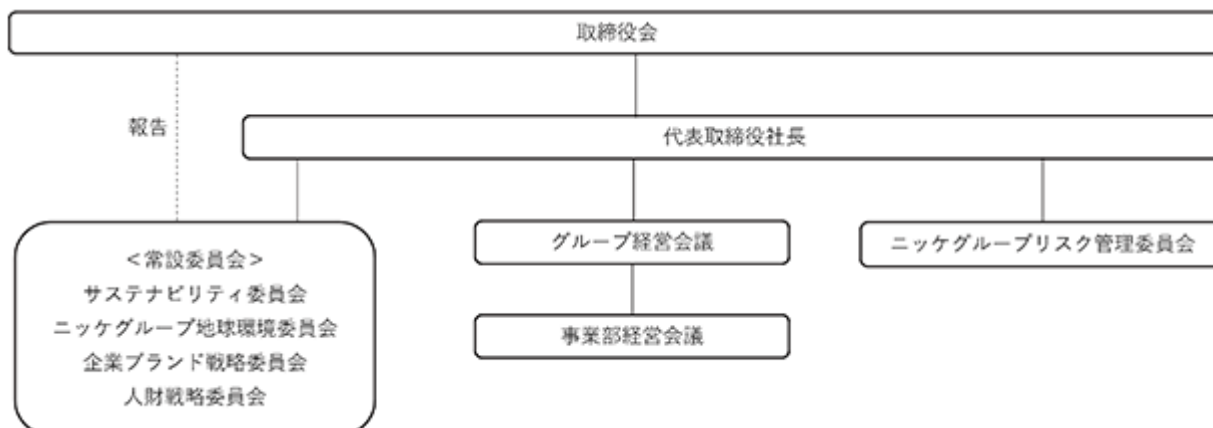 取締役会
報告
代表取締役社長
＜常設委員会＞
サステナビリティ委員会
ニッケグループ地球環境委員会
企業ブランド戦略委員会
人財戦略委員会
グループ経営会議
事業部経営会議
ニッケグループリスク管理委員会